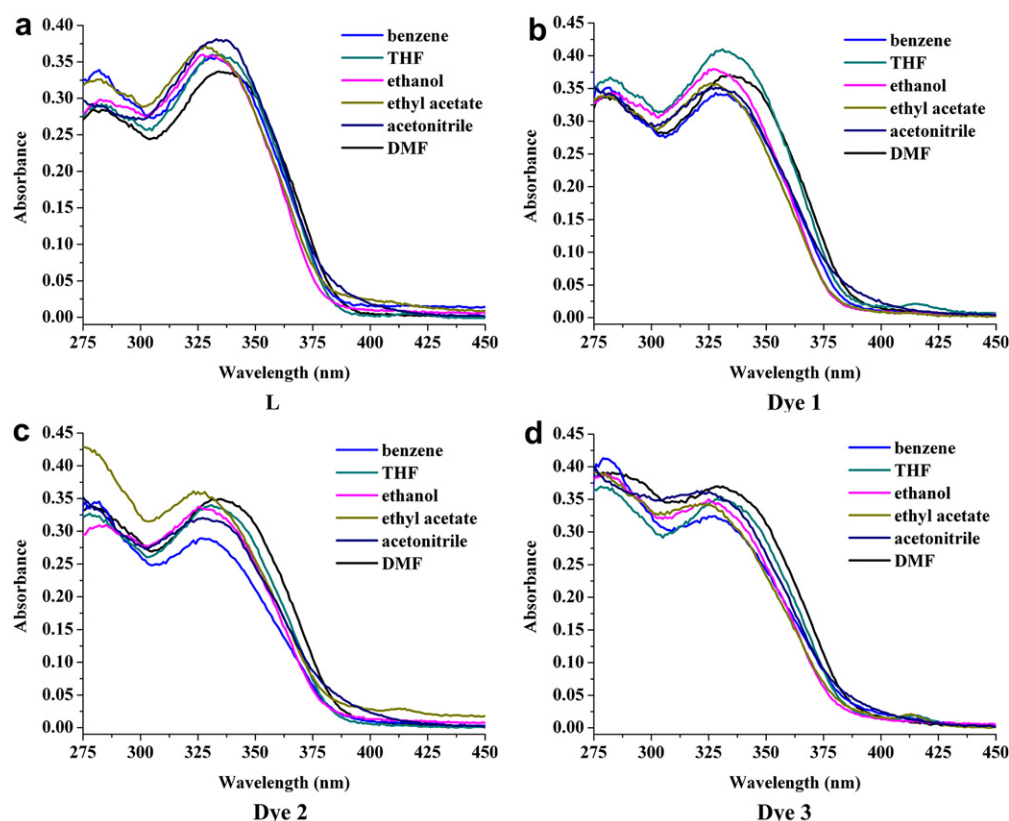 a
0.40
0.35
0.30
0.25
0.20
0.15
0.10
0.05
0.00
Absorbance
benzene
THF
ethanol
ethyl acetate
acetonitrile
DMF
275 300 325 350 375 400 425 450
Wavelength (nm)
L
b
0.45
0.40
0.35
0.30
0.25
0.20
0.15
0.10
0.05
0.00
Absorbance
benzene
THF
ethanol
ethyl acetate
acetonitrile
DMF
275 300 325 350 375 400 425 450
Wavelength (nm)
Dye 1
c
0.45
0.40
0.35
0.30
0.25
0.20
0.15
0.10
0.05
0.00
Absorbance
benzene
THF
ethanol
ethyl acetate
acetonitrile
DMF
275 300 325 350 375 400 425 450
Wavelength (nm)
Dye 2
d
0.45
0.40
0.35
0.30
0.25
0.20
0.15
0.10
0.05
0.00
Absorbance
benzene
THF
ethanol
ethyl acetate
acetonitrile
DMF
275 300 325 350 375 400 425 450
Wavelength (nm)
Dye 3